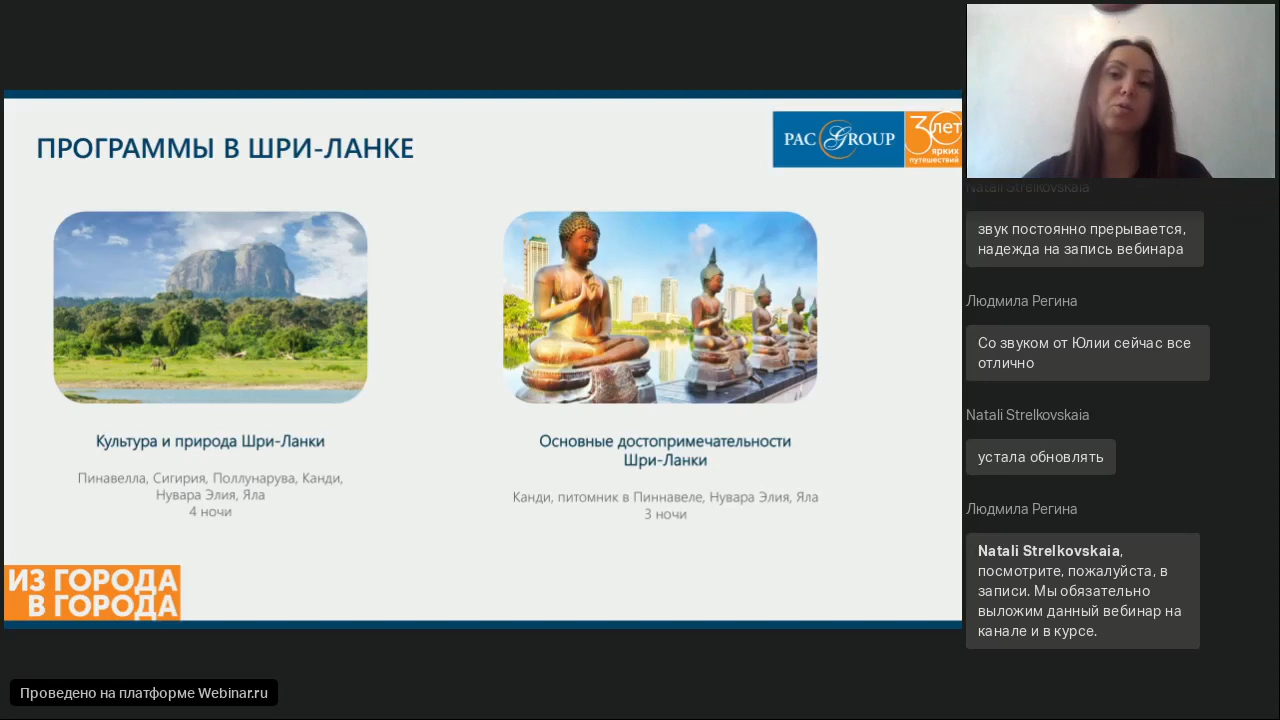 ПРОГРАММЫ В ШРИ-ЛАНКЕ
PAC GROUP
30 лет
ярких
путешествий
Культура и природа Шри-Ланки
Пинавелла, Сигирия, Поллунарува, Канди,
Нувара Элия, Яла
4 ночи
Основные достопримечательности
Шри-Ланки
Канди, питомник в Пиннавеле, Нувара Элия, Яла
3 ночи
ИЗ ГОРОДА
В ГОРОДА
Проведено на платформе Webinar.ru
Natali Strelkovskaia
звук постоянно прерывается,
надежда на запись вебинара
Людмила Регина
Со звуком от Юлии сейчас все
отлично
Natali Strelkovskaia
устала обновлять
Людмила Регина
Natali Strelkovskaia,
посмотрите, пожалуйста, в
записи. Мы обязательно
выложим данный вебинар на
канале и в курсе.